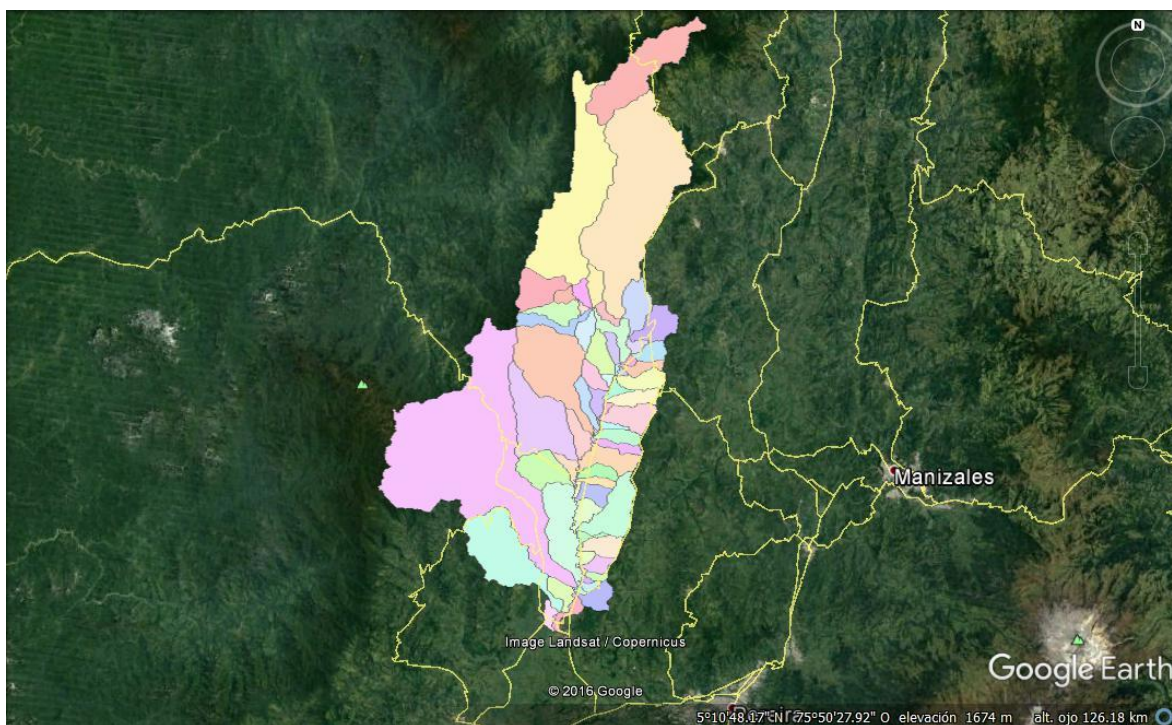 N
Manizales
Image Landsat / Copernicus
© 2016 Google
Google Earth
Pereira
5°10'48.17" N 75°50'27.92" O elevación 1674 m alt. ojo 126.18 km